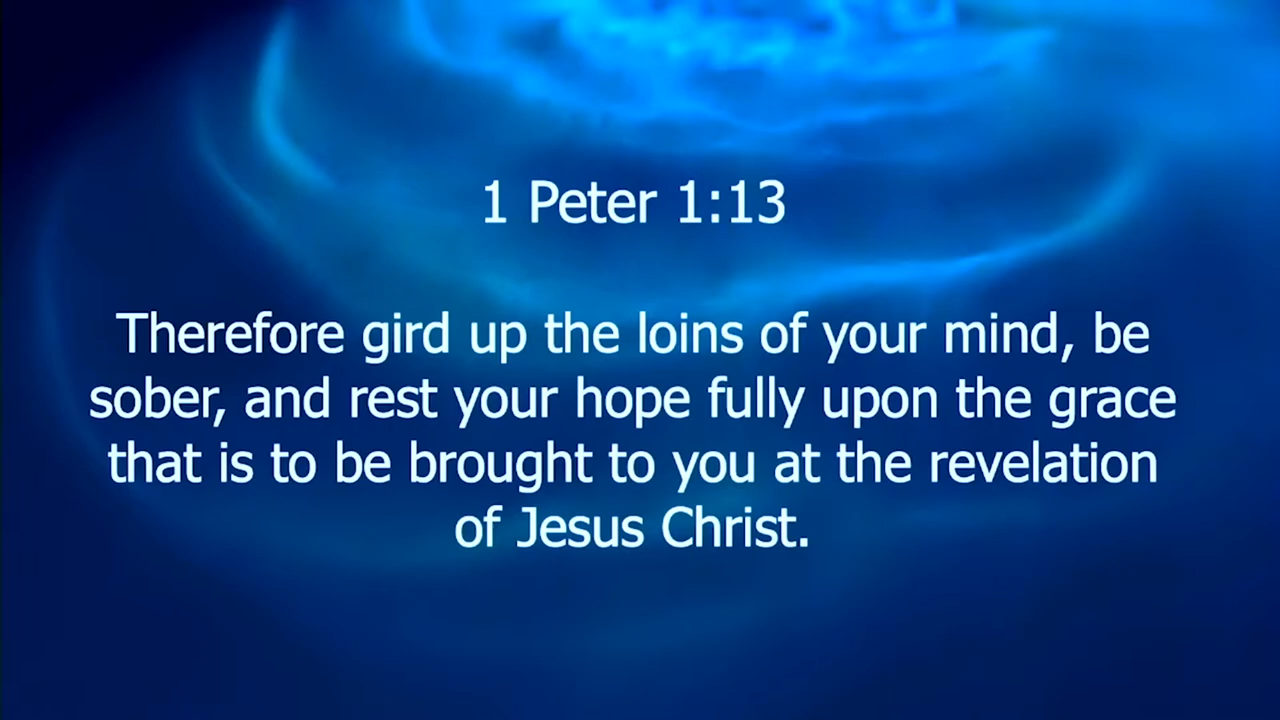 1 Peter 1:13
Therefore gird up the loins of your mind, be
sober, and rest your hope fully upon the grace
that is to be brought to you at the revelation
of Jesus Christ.